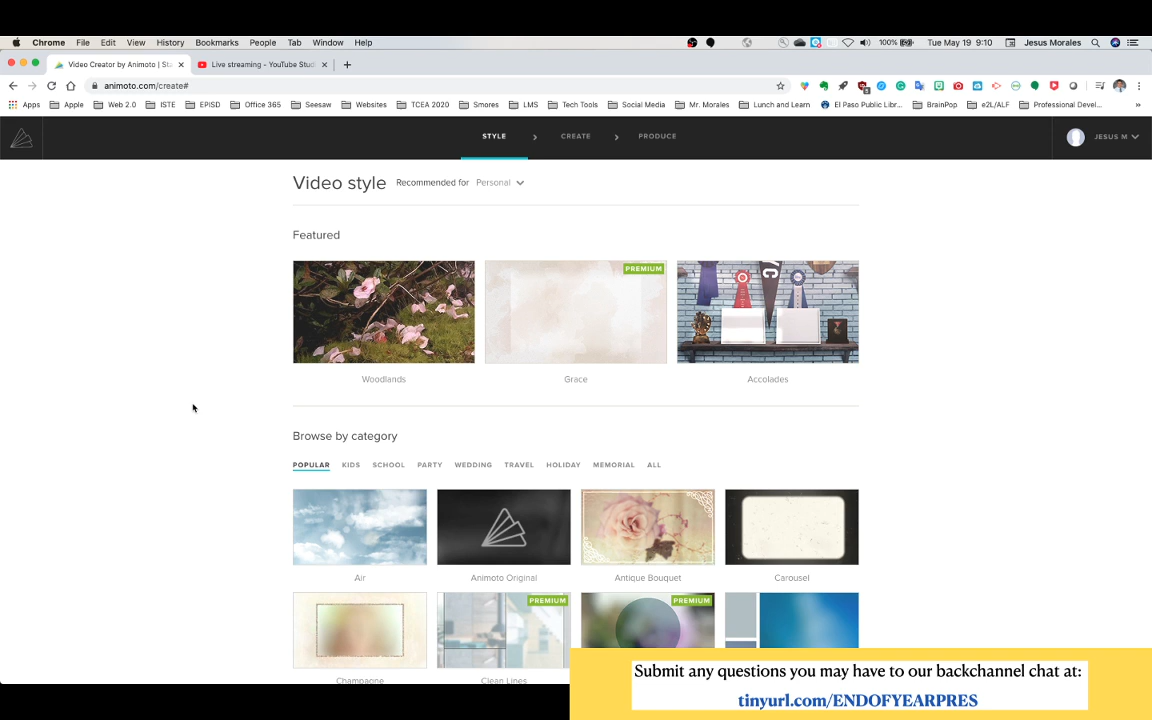 Chrome File Edit View History Bookmarks People Tab Window Help 100% Tue May 19 9:10 Jesus Morales
Video Creator by Animoto | Sta Live streaming - YouTube Studi
animoto.com/create#
Apps Apple Web 2.0 ISTE EPISD Office 365 Seesaw Websites TCEA 2020 Smores LMS Tech Tools Social Media Mr. Morales Lunch and Learn El Paso Public Libr... BrainPop e2L/ALF Professional Devel... »
STYLE CREATE PRODUCE JESUS M
Video style Recommended for Personal
Featured
PREMIUM
Woodlands Grace Accolades
Browse by category
POPULAR KIDS SCHOOL PARTY WEDDING TRAVEL HOLIDAY MEMORIAL ALL
Air Animoto Original Antique Bouquet Carousel
PREMIUM PREMIUM
Champagne Clean Lines
Submit any questions you may have to our backchannel chat at:
tinyurl.com/ENDOFYEARPRES